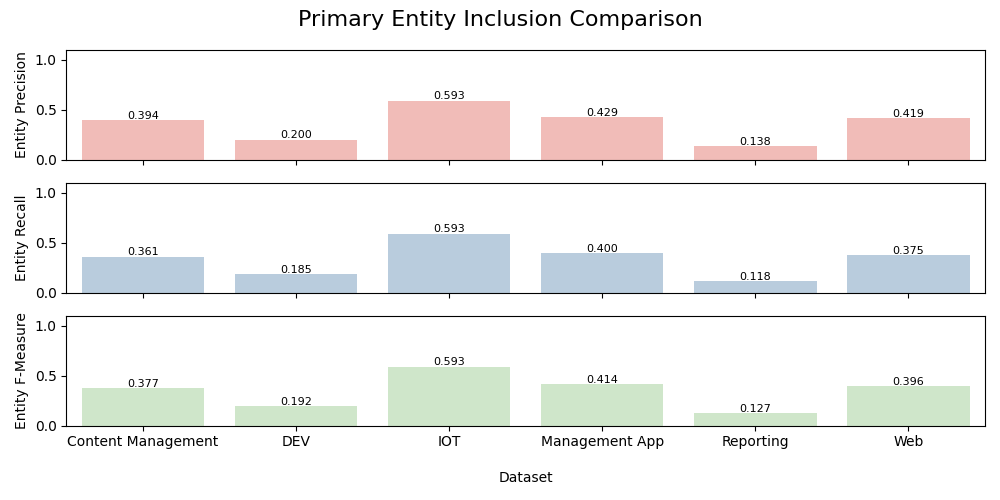 Primary Entity Inclusion Comparison
Entity Precision
1.0
0.5
0.0
0.394
0.200
0.593
0.429
0.138
0.419
Entity Recall
1.0
0.5
0.0
0.361
0.185
0.593
0.400
0.118
0.375
Entity F-Measure
1.0
0.5
0.0
0.377
0.192
0.593
0.414
0.127
0.396
Content Management
DEV
IOT
Management App
Reporting
Web
Dataset